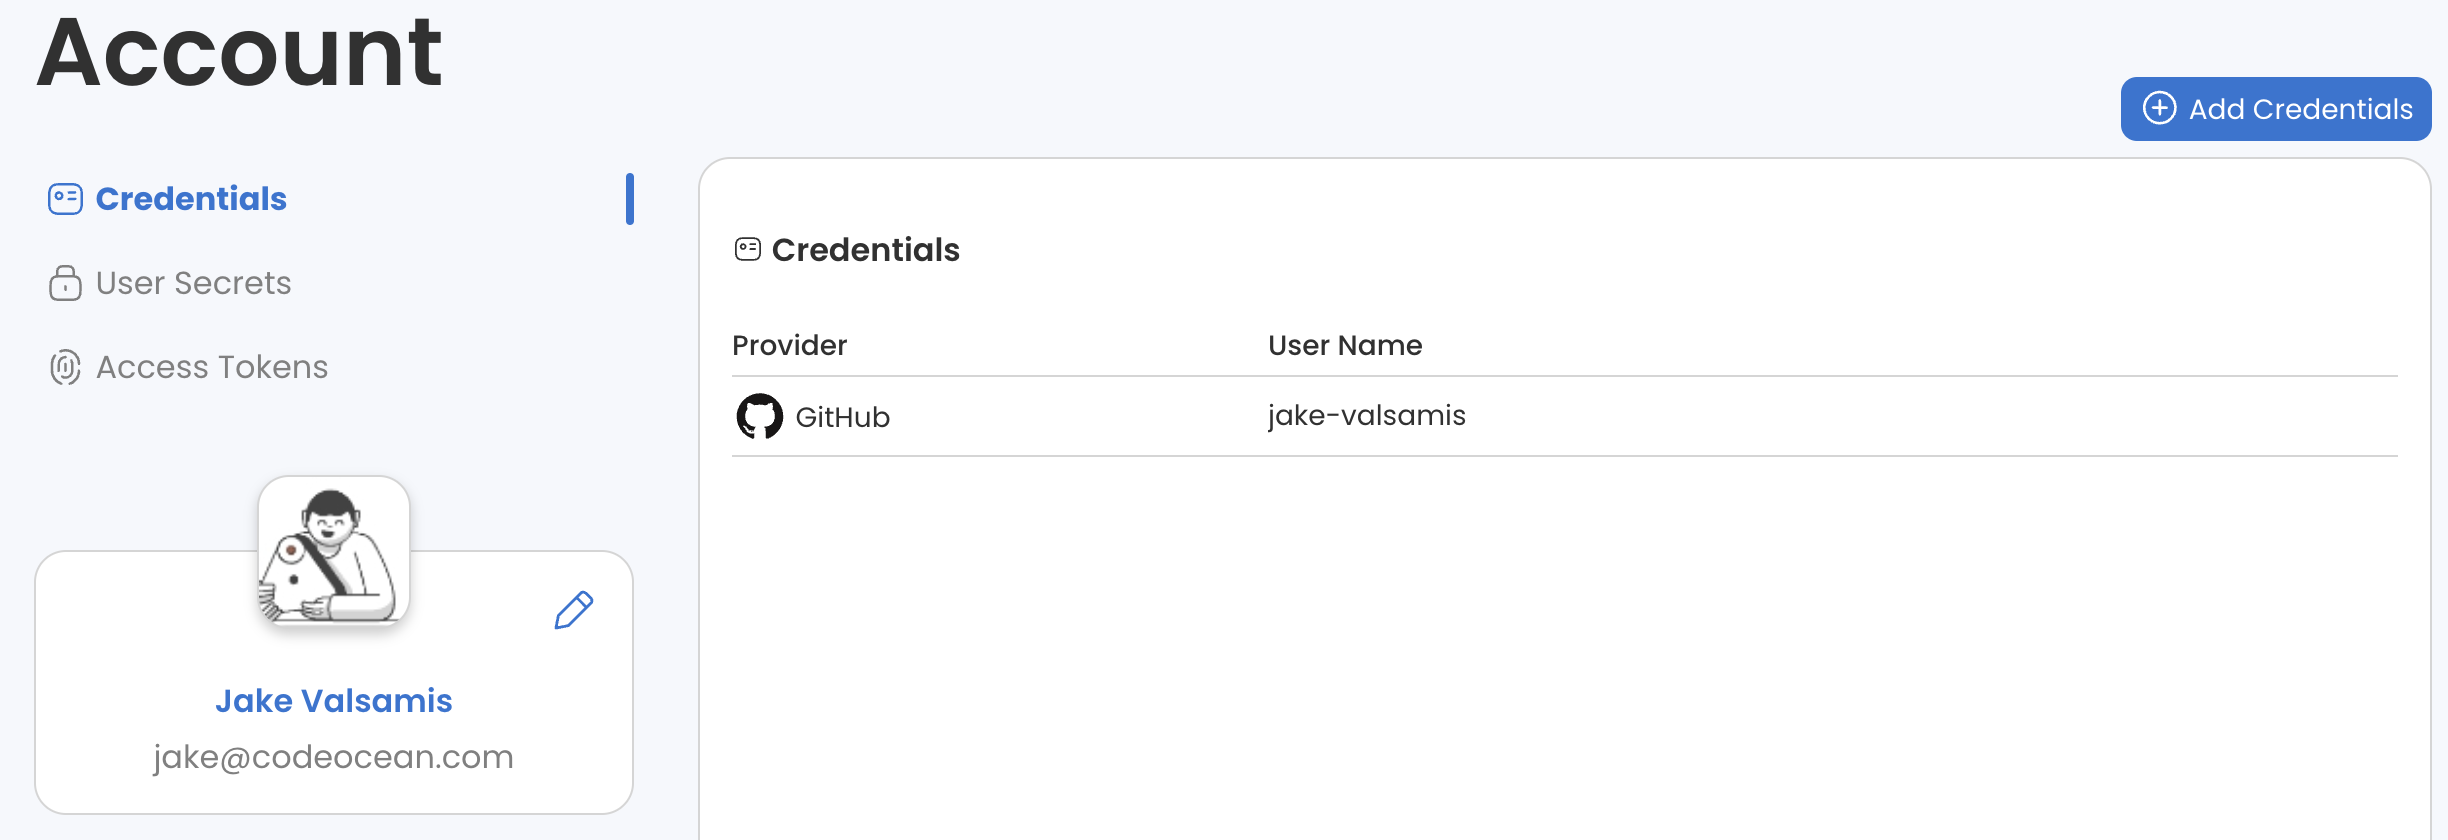 Account
Add Credentials
Credentials
User Secrets
Access Tokens
Jake Valsamis
jake@codeocean.com
Credentials
Provider User Name
GitHub jake-valsamis